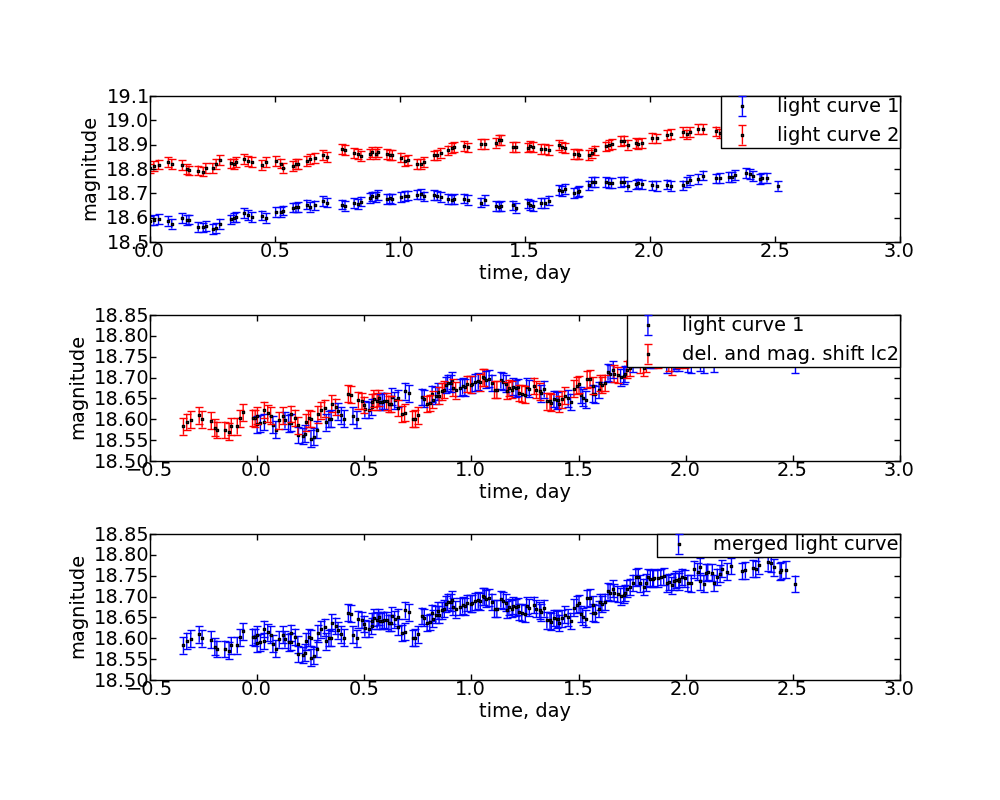 19.1
19.0
18.9
18.8
18.7
18.6
18.5
magnitude
light curve 1
light curve 2
0.0 0.5 1.0 1.5 2.0 2.5 3.0
time, day
18.85
18.80
18.75
18.70
18.65
18.60
18.55
18.50
magnitude
light curve 1
del. and mag. shift lc2
−0.5 0.0 0.5 1.0 1.5 2.0 2.5 3.0
time, day
18.85
18.80
18.75
18.70
18.65
18.60
18.55
18.50
magnitude
merged light curve
−0.5 0.0 0.5 1.0 1.5 2.0 2.5 3.0
time, day